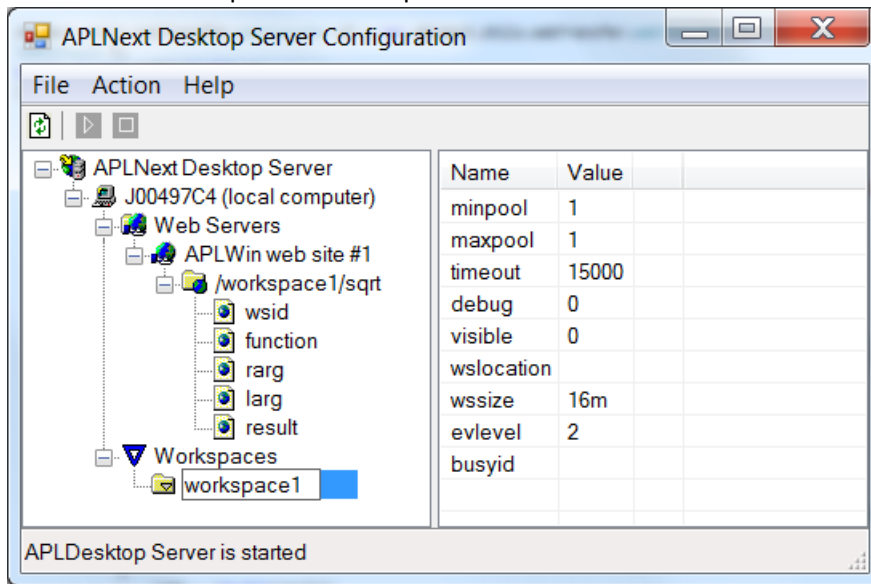 APLNext Desktop Server Configuration
File Action Help
APLNext Desktop Server
J00497C4 (local computer)
Web Servers
APLWin web site #1
/workspace1/sqrt
wsid
function
rarg
larg
result
Workspaces
workspace1
Name Value
minpool 1
maxpool 1
timeout 15000
debug 0
visible 0
wslocation
wssize 16m
evlevel 2
busyid
APLDesktop Server is started